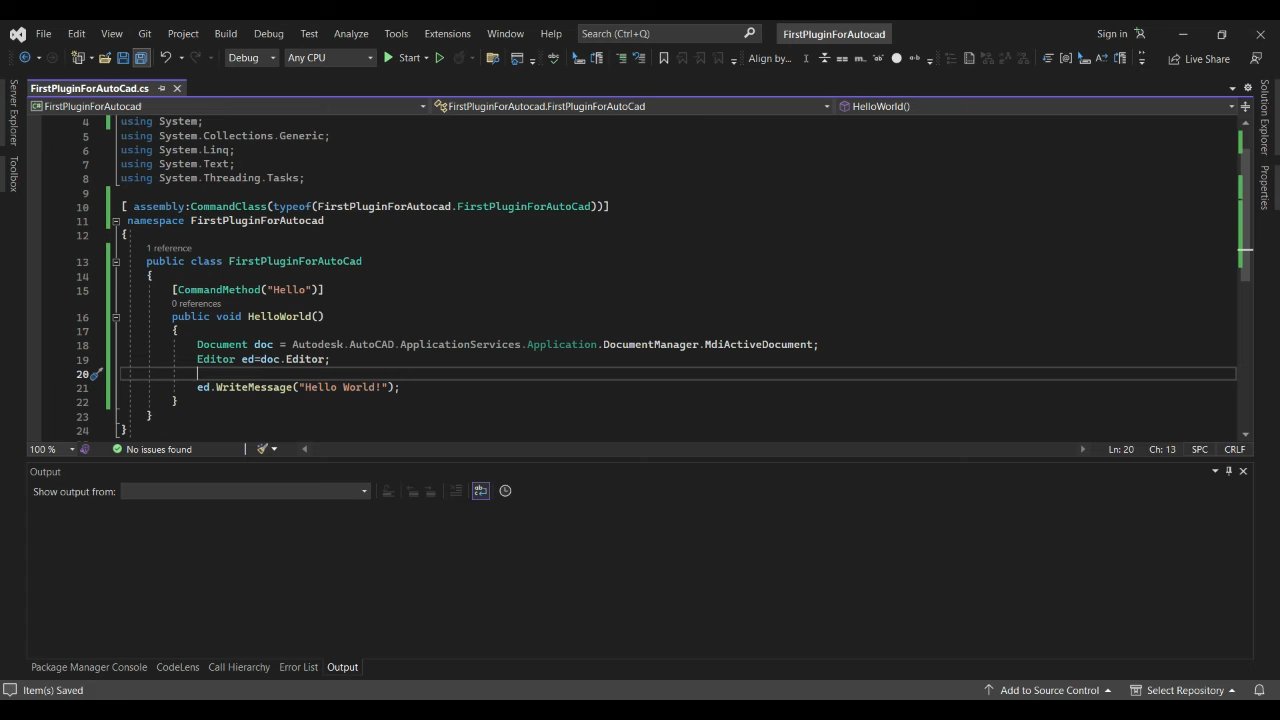 File Edit View Git Project Build Debug Test Analyze Tools Extensions Window Help Search (Ctrl+Q) FirstPluginForAutocad Sign in
Debug Any CPU Start Align by... Live Share
FirstPluginForAutoCad.cs
FirstPluginForAutocad FirstPluginForAutocad.FirstPluginForAutoCad HelloWorld()
Server Explorer
Toolbox
Solution Explorer
Properties
4 using System;
5 using System.Collections.Generic;
6 using System.Linq;
7 using System.Text;
8 using System.Threading.Tasks;
9
10 [ assembly:CommandClass(typeof(FirstPluginForAutocad.FirstPluginForAutoCad))]
11 namespace FirstPluginForAutocad
12 {
1 reference
13 public class FirstPluginForAutoCad
14 {
15 [CommandMethod("Hello")]
0 references
16 public void HelloWorld()
17 {
18 Document doc = Autodesk.AutoCAD.ApplicationServices.Application.DocumentManager.MdiActiveDocument;
19 Editor ed=doc.Editor;
20
21 ed.WriteMessage("Hello World!");
22 }
23 }
24 }
100 % No issues found Ln: 20 Ch: 13 SPC CRLF
Output
Show output from:
Package Manager Console CodeLens Call Hierarchy Error List Output
Item(s) Saved Add to Source Control Select Repository